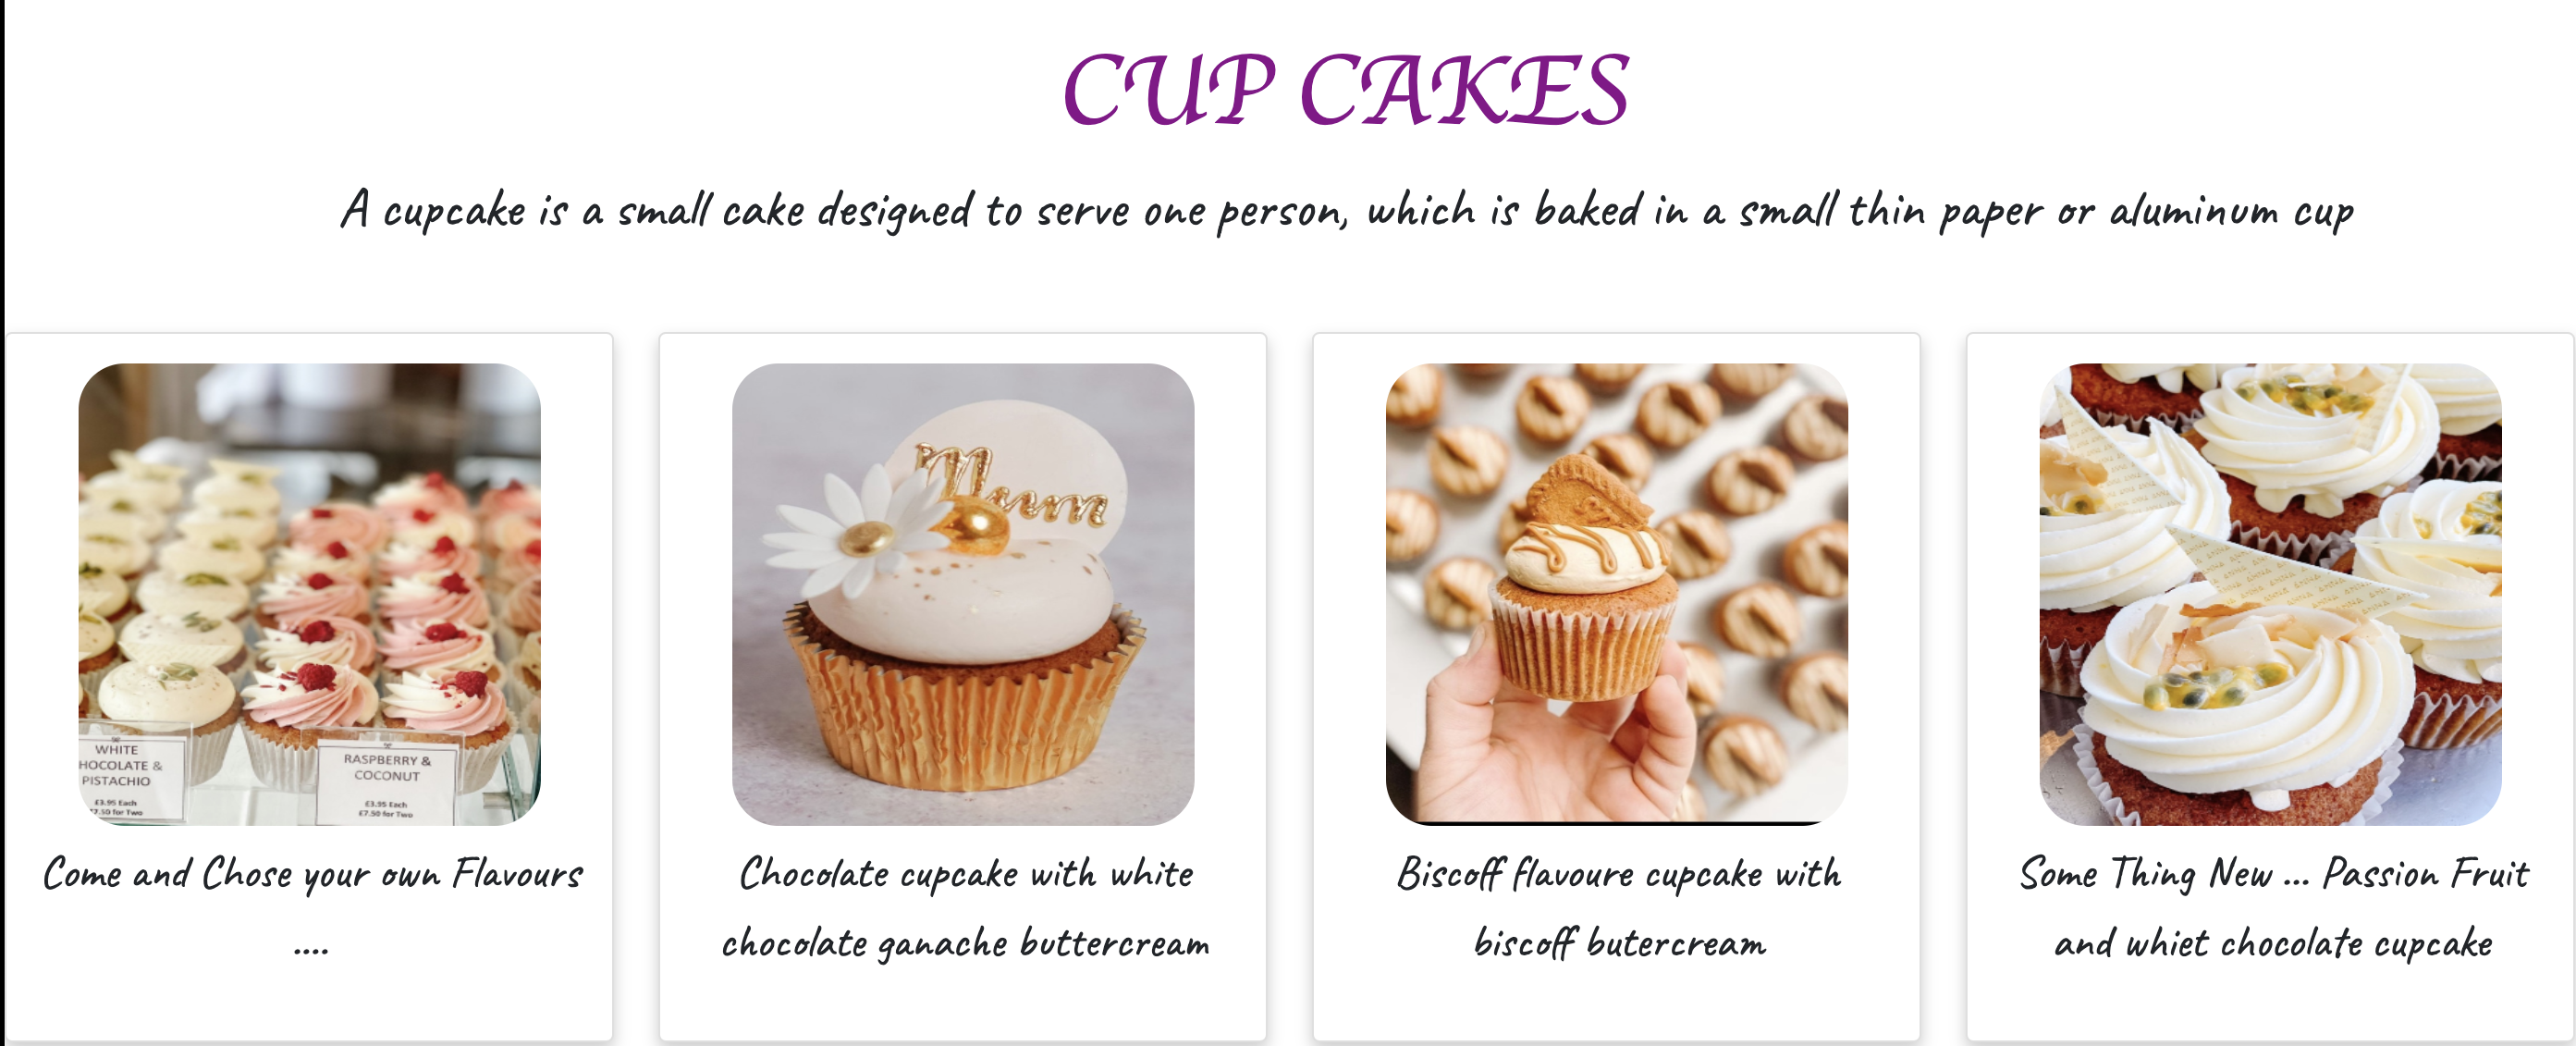 CUP CAKES
A cupcake is a small cake designed to serve one person, which is baked in a small thin paper or aluminum cup
Mum
WHITE
HOCOLATE &
PISTACHIO
£3.95 Each
£7.50 for Two
RASPBERRY &
COCONUT
£3.95 Each
£7.50 for Two
Come and Chose your own Flavours
....
Chocolate cupcake with white
chocolate ganache buttercream
Biscoff flavoure cupcake with
biscoff butercream
Some Thing New ... Passion Fruit
and whiet chocolate cupcake